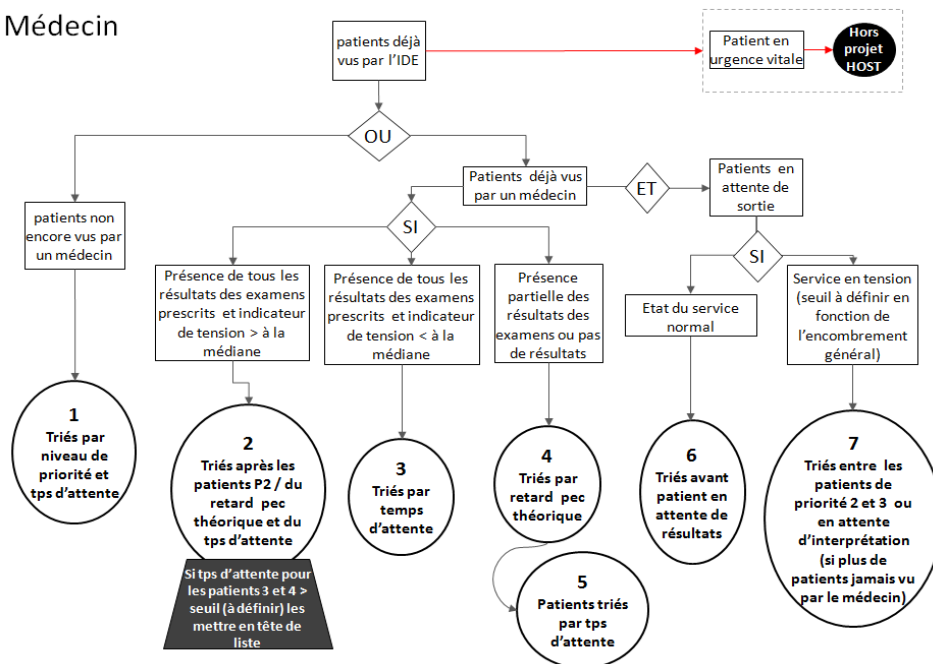 Médecin
patients déjà
vus par l'IDE
Patient en
urgence vitale
Hors
projet
HOST
OU
Patients déjà vus
par un médecin
ET
Patients en
attente de
sortie
patients non
encore vus par
un médecin
SI
SI
Présence de tous les
résultats des examens
prescrits et indicateur
de tension > à la
médiane
Présence de tous les
résultats des examens
prescrits et indicateur
de tension < à la
médiane
Présence
partielle des
résultats des
examens ou pas
de résultats
Etat du service
normal
Service en tension
(seuil à définir en
fonction de
l'encombrement
général)
1
Triés par
niveau de
priorité et
tps d'attente
2
Triés après les
patients P2 / du
retard pec
théorique et du
tps d'attente
3
Triés par
temps
d'attente
4
Triés par
retard pec
théorique
6
Triés avant
patient en
attente de
résultats
7
Triés entre les
patients de
priorité 2 et 3 ou
en attente
d'interprétation
(si plus de
patients jamais vu
par le médecin)
Si tps d'attente pour
les patients 3 et 4 >
seuil (à définir) les
mettre en tête de
liste
5
Patients triés
par tps
d'attente